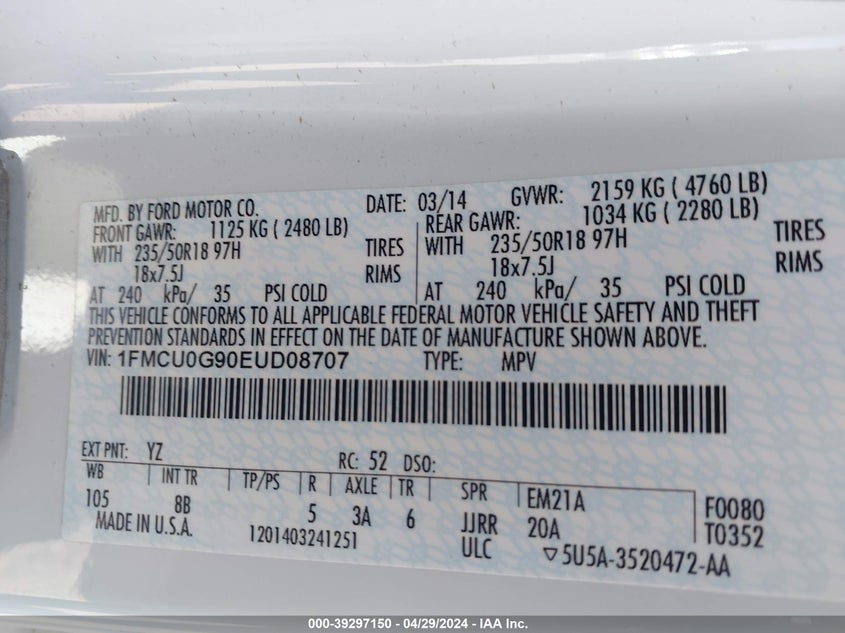 MFD. BY FORD MOTOR CO. DATE: 03/14 GVWR: 2159 KG ( 4760 LB)
FRONT GAWR: 1125 KG ( 2480 LB) REAR GAWR: 1034 KG ( 2280 LB)
WITH 235/50R18 97H TIRES WITH 235/50R18 97H TIRES
18x7.5J RIMS 18x7.5J RIMS
AT 240 kPa/ 35 PSI COLD AT 240 kPa/ 35 PSI COLD
THIS VEHICLE CONFORMS TO ALL APPLICABLE FEDERAL MOTOR VEHICLE SAFETY AND THEFT
PREVENTION STANDARDS IN EFFECT ON THE DATE OF MANUFACTURE SHOWN ABOVE.
VIN: 1FMCU0G90EUD08707 TYPE: MPV
EXT PNT: YZ RC: 52 DSO:
WB INT TR TP/PS R AXLE TR SPR EM21A F0080
105 8B 5 3A 6 JJRR 20A T0352
MADE IN U.S.A. 1201403241251 ULC ▽5U5A-3520472-AA
000-39297150 - 04/29/2024 - IAA Inc.